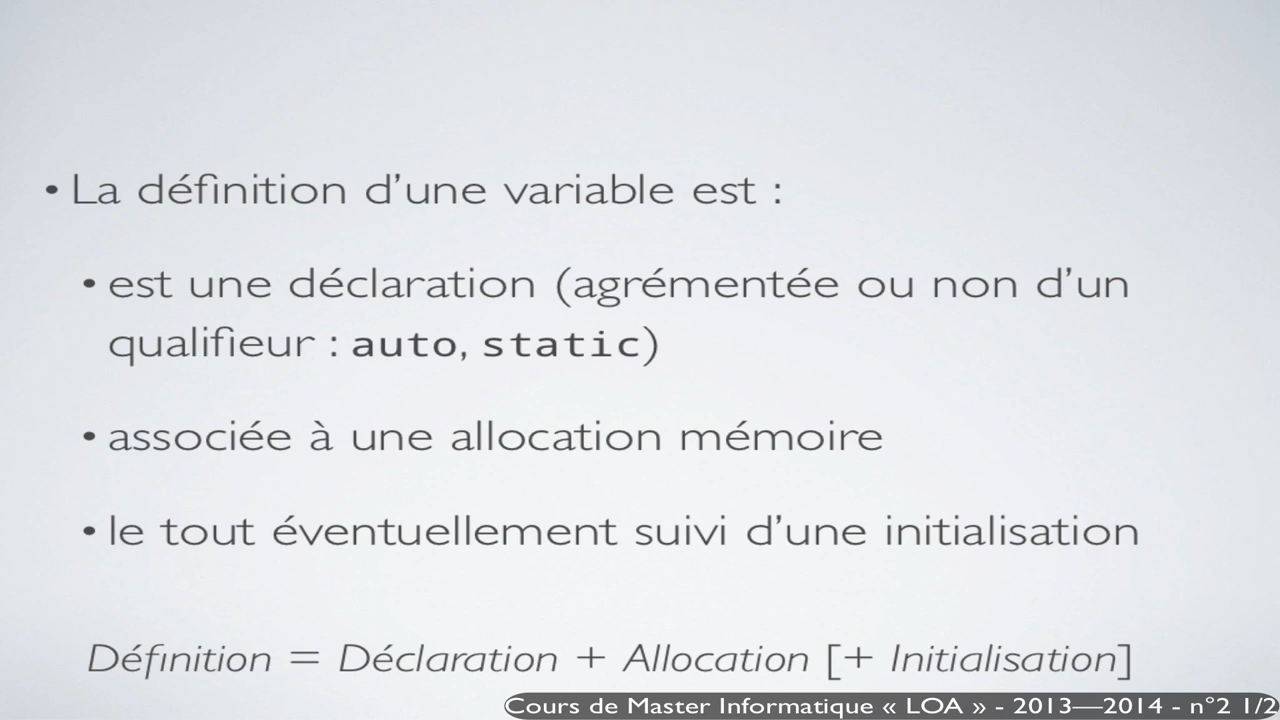 • La définition d’une variable est :
• est une déclaration (agrémentée ou non d’un
qualifieur : auto, static)
• associée à une allocation mémoire
• le tout éventuellement suivi d’une initialisation
Définition = Déclaration + Allocation [+ Initialisation]
Cours de Master Informatique « LOA » - 2013—2014 - n°2 1/2